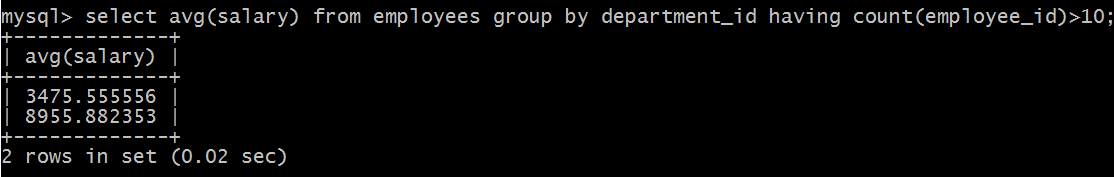 mysql> select avg(salary) from employees group by department_id having count(employee_id)>10;
+-------------+
| avg(salary) |
+-------------+
| 3475.555556 |
| 8955.882353 |
+-------------+
2 rows in set (0.02 sec)